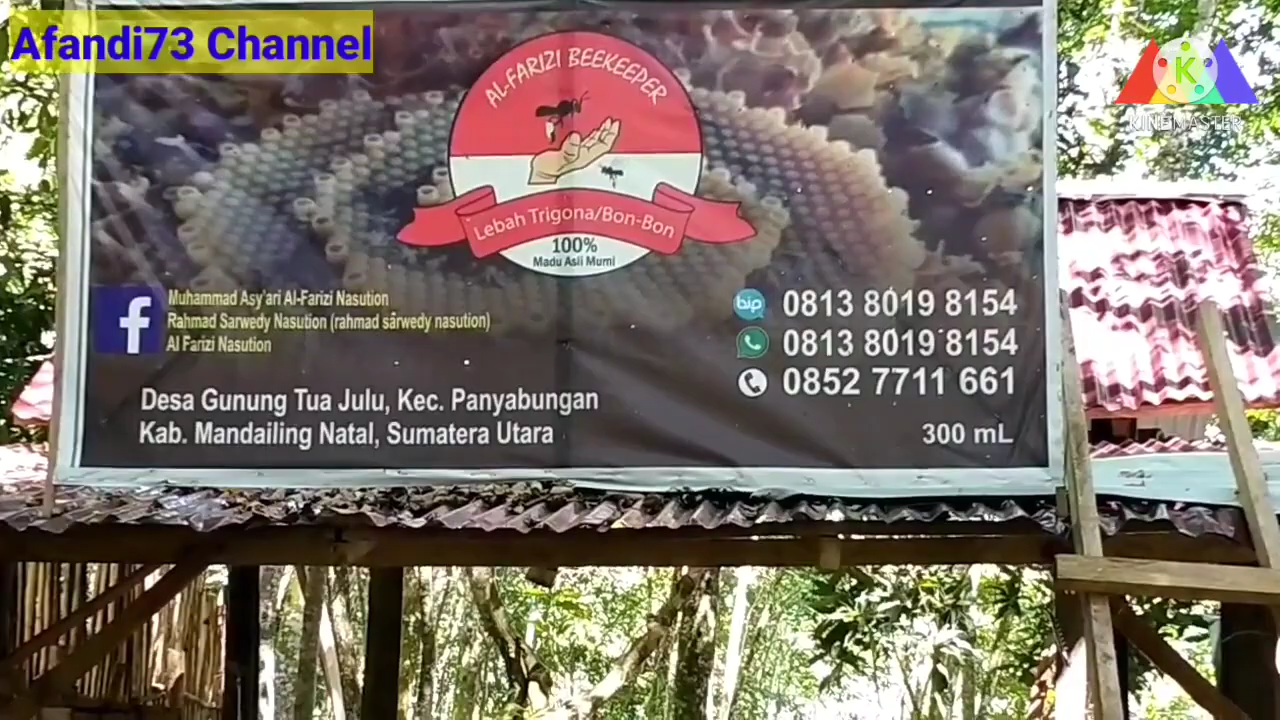 Afandi73 Channel
KINEMASTER
AL-FARIZI BEEKEEPER
Lebah Trigona/Bon-Bon
100%
Madu Asli Murni
Muhammad Asy'ari Al-Farizi Nasution
Rahmad Sarwedy Nasution (rahmad sarwedy nasution)
Al Farizi Nasution
bip 0813 8019 8154
0813 8019 8154
0852 7711 661
Desa Gunung Tua Julu, Kec. Panyabungan
Kab. Mandailing Natal, Sumatera Utara
300 mL